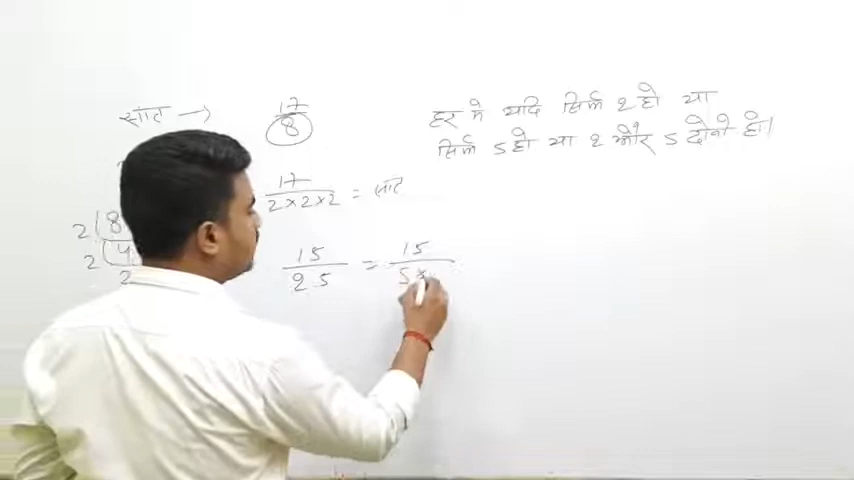 सांत → 17/8
हर मे यदि सिर्फ 2 हो या
सिर्फ 5 हो या 2 और 5 दोनो हो।
17/2×2×2 = सांत
2(8
2(4
2
15/25 = 15/5×